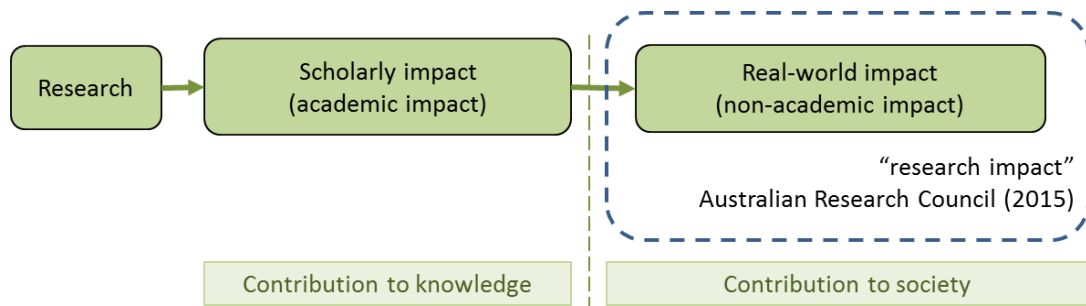 Research
Scholarly impact
(academic impact)
Real-world impact
(non-academic impact)
“research impact”
Australian Research Council (2015)
Contribution to knowledge
Contribution to society